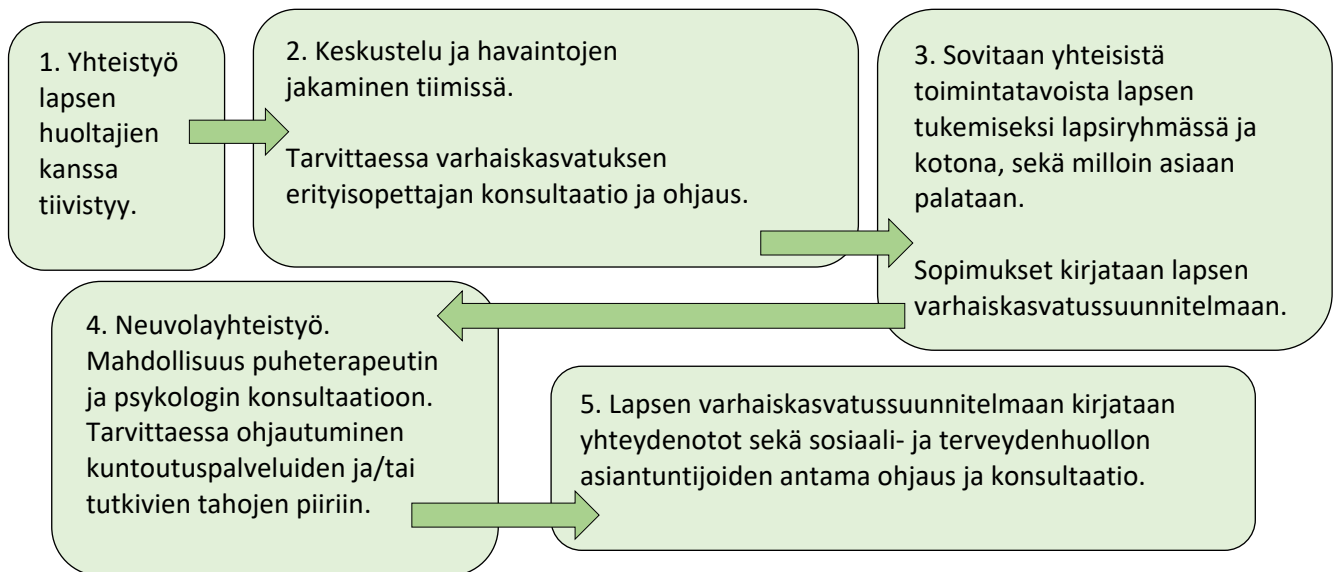 1. Yhteistyö
lapsen
huoltajien
kanssa
tiivistyy.
2. Keskustelu ja havaintojen
jakaminen tiimissä.
Tarvittaessa varhaiskasvatuksen
erityisopettajan konsultaatio ja ohjaus.
3. Sovitaan yhteisistä
toimintatavoista lapsen
tukemiseksi lapsiryhmässä ja
kotona, sekä milloin asiaan
palataan.
Sopimukset kirjataan lapsen
varhaiskasvatussuunnitelmaan.
4. Neuvolayhteistyö.
Mahdollisuus puheterapeutin
ja psykologin konsultaatioon.
Tarvittaessa ohjautuminen
kuntoutuspalveluiden ja/tai
tutkivien tahojen piiriin.
5. Lapsen varhaiskasvatussuunnitelmaan kirjataan
yhteydenotot sekä sosiaali- ja terveydenhuollon
asiantuntijoiden antama ohjaus ja konsultaatio.